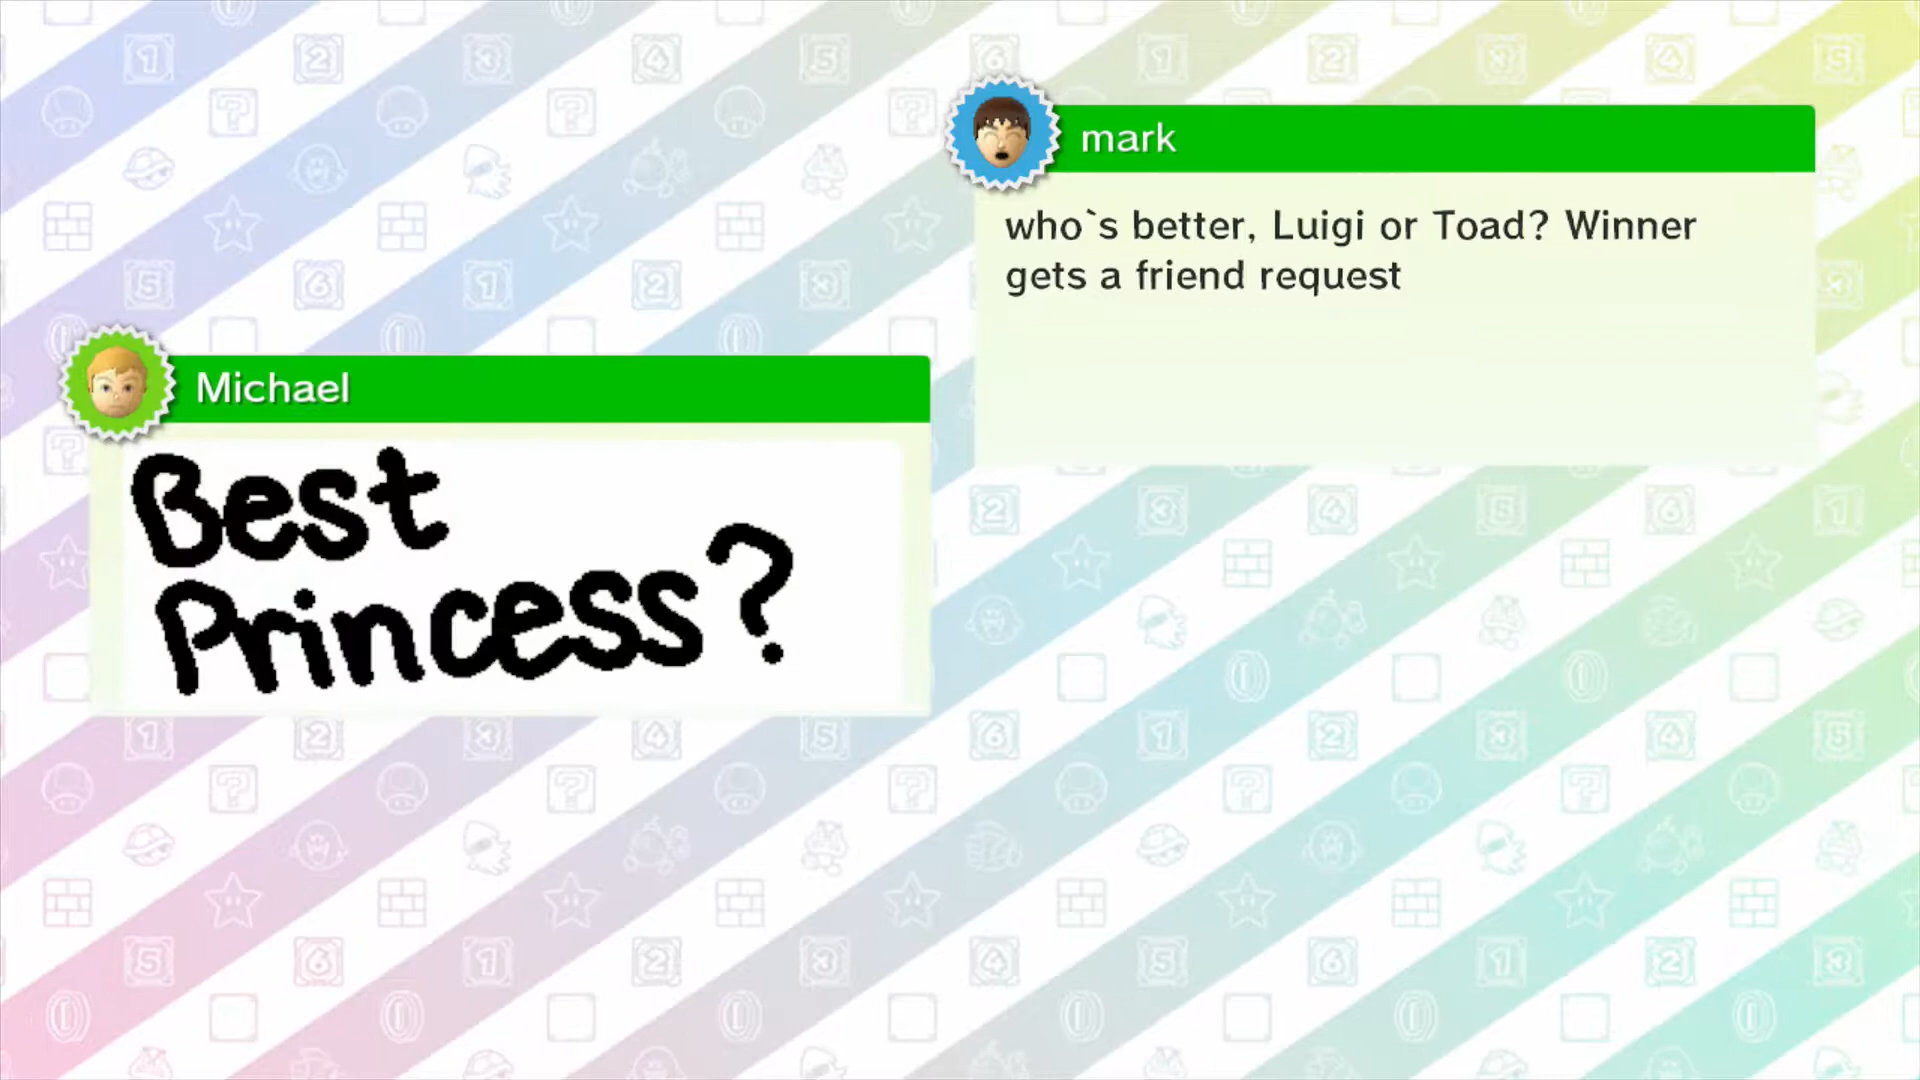 mark
who`s better, Luigi or Toad? Winner
gets a friend request
Michael
Best
Princess?